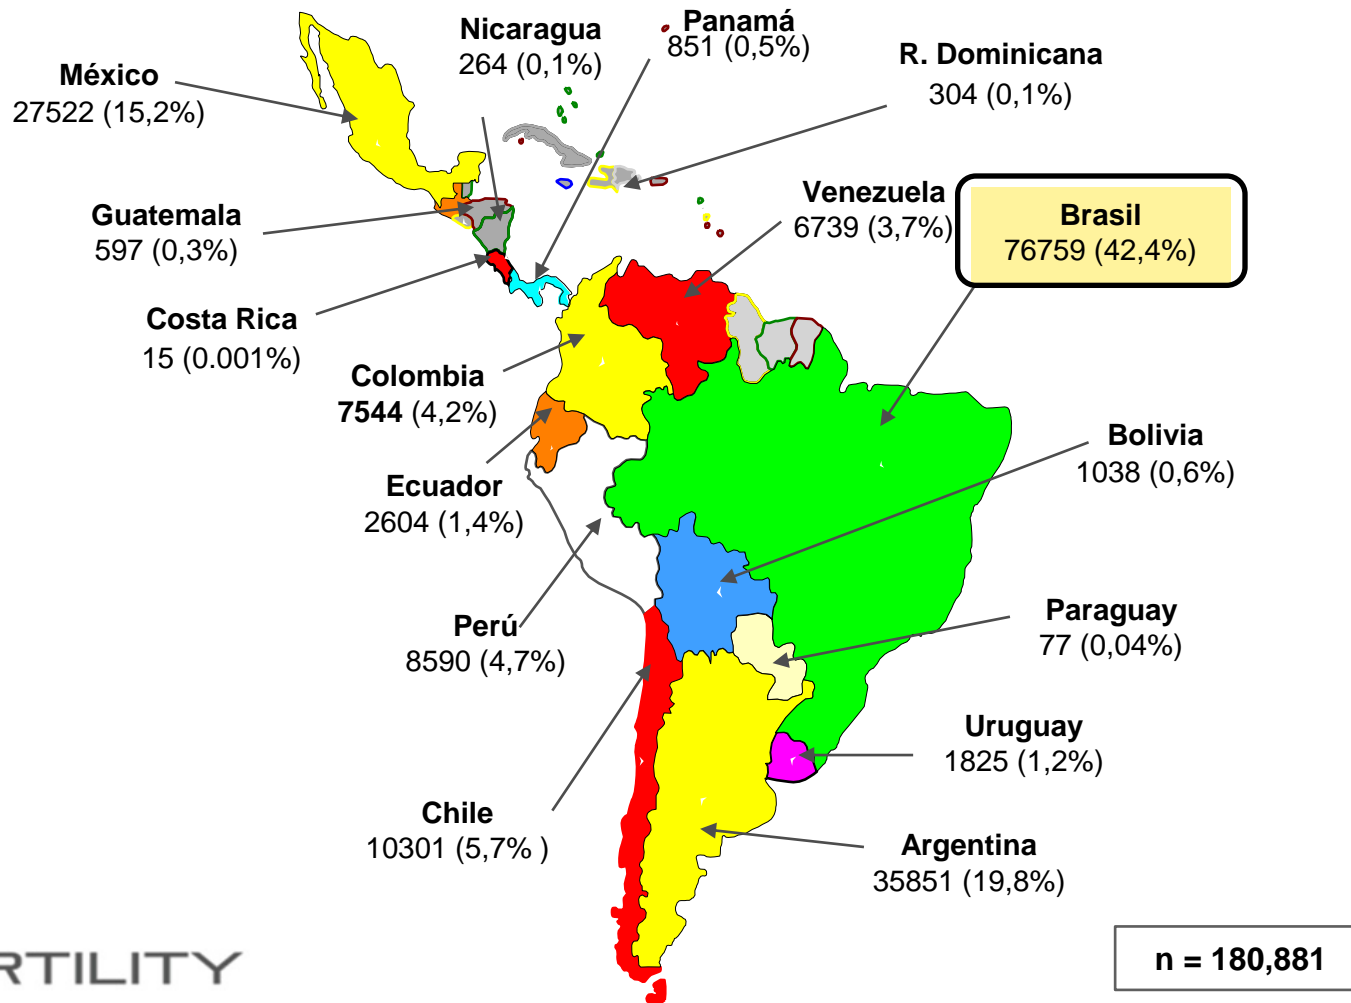 Nicaragua
264 (0,1%)
Panamá
851 (0,5%)
R. Dominicana
304 (0,1%)
México
27522 (15,2%)
Venezuela
6739 (3,7%)
Brasil
76759 (42,4%)
Guatemala
597 (0,3%)
Costa Rica
15 (0.001%)
Colombia
7544 (4,2%)
Bolivia
1038 (0,6%)
Ecuador
2604 (1,4%)
Paraguay
77 (0,04%)
Perú
8590 (4,7%)
Uruguay
1825 (1,2%)
Chile
10301 (5,7% )
Argentina
35851 (19,8%)
RTILITY
n = 180,881